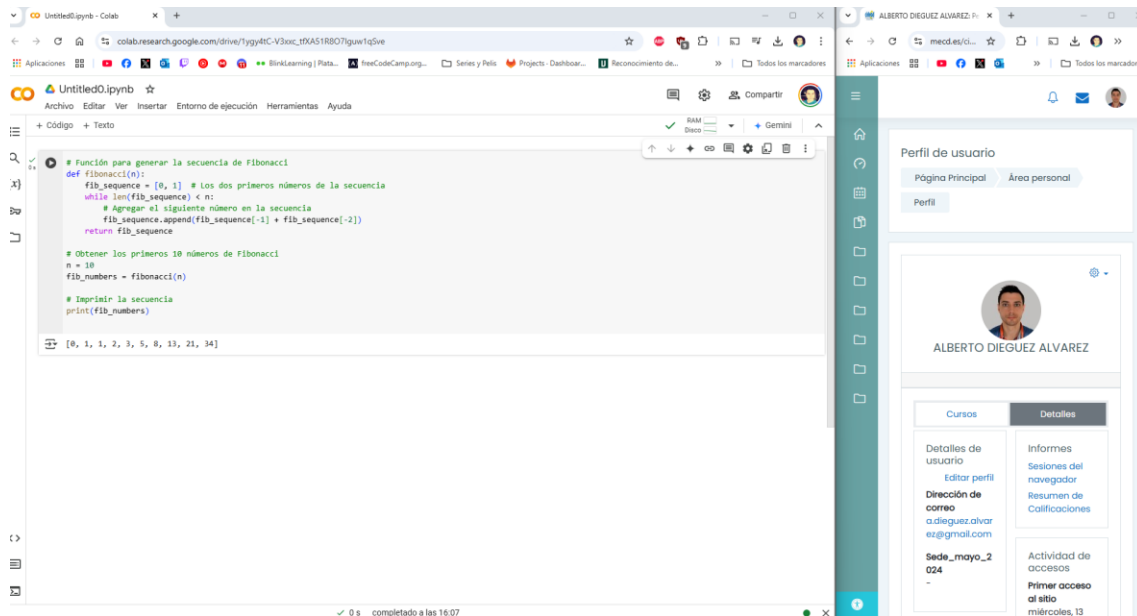 Untitled0.ipynb - Colab
colab.research.google.com/drive/1ygy4tC-V3xxc_tfXA51R8O7Iguw1qSve
Aplicaciones
BlinkLearning | Plata...
freeCodeCamp.org...
Series y Pelis
Projects · Dashboar...
Reconocimiento de...
Todos los marcadores
Untitled0.ipynb
Archivo Editar Ver Insertar Entorno de ejecución Herramientas Ayuda
Compartir
+ Código + Texto
RAM
Disco
Gemini
0 s
# Función para generar la secuencia de Fibonacci
def fibonacci(n):
    fib_sequence = [0, 1]  # Los dos primeros números de la secuencia
    while len(fib_sequence) < n:
        # Agregar el siguiente número en la secuencia
        fib_sequence.append(fib_sequence[-1] + fib_sequence[-2])
    return fib_sequence
# Obtener los primeros 10 números de Fibonacci
n = 10
fib_numbers = fibonacci(n)
# Imprimir la secuencia
print(fib_numbers)
[0, 1, 1, 2, 3, 5, 8, 13, 21, 34]
0 s completado a las 16:07
ALBERTO DIEGUEZ ALVAREZ: Pe
mecd.es/ci...
Aplicaciones
Todos los marcador
Perfil de usuario
Página Principal
Área personal
Perfil
ALBERTO DIEGUEZ ALVAREZ
Cursos
Detalles
Detalles de
usuario
Editar perfil
Dirección de
correo
a.dieguez.alvar
ez@gmail.com
Sede_mayo_2
024
-
Informes
Sesiones del
navegador
Resumen de
Calificaciones
Actividad de
accesos
Primer acceso
al sitio
miércoles, 13